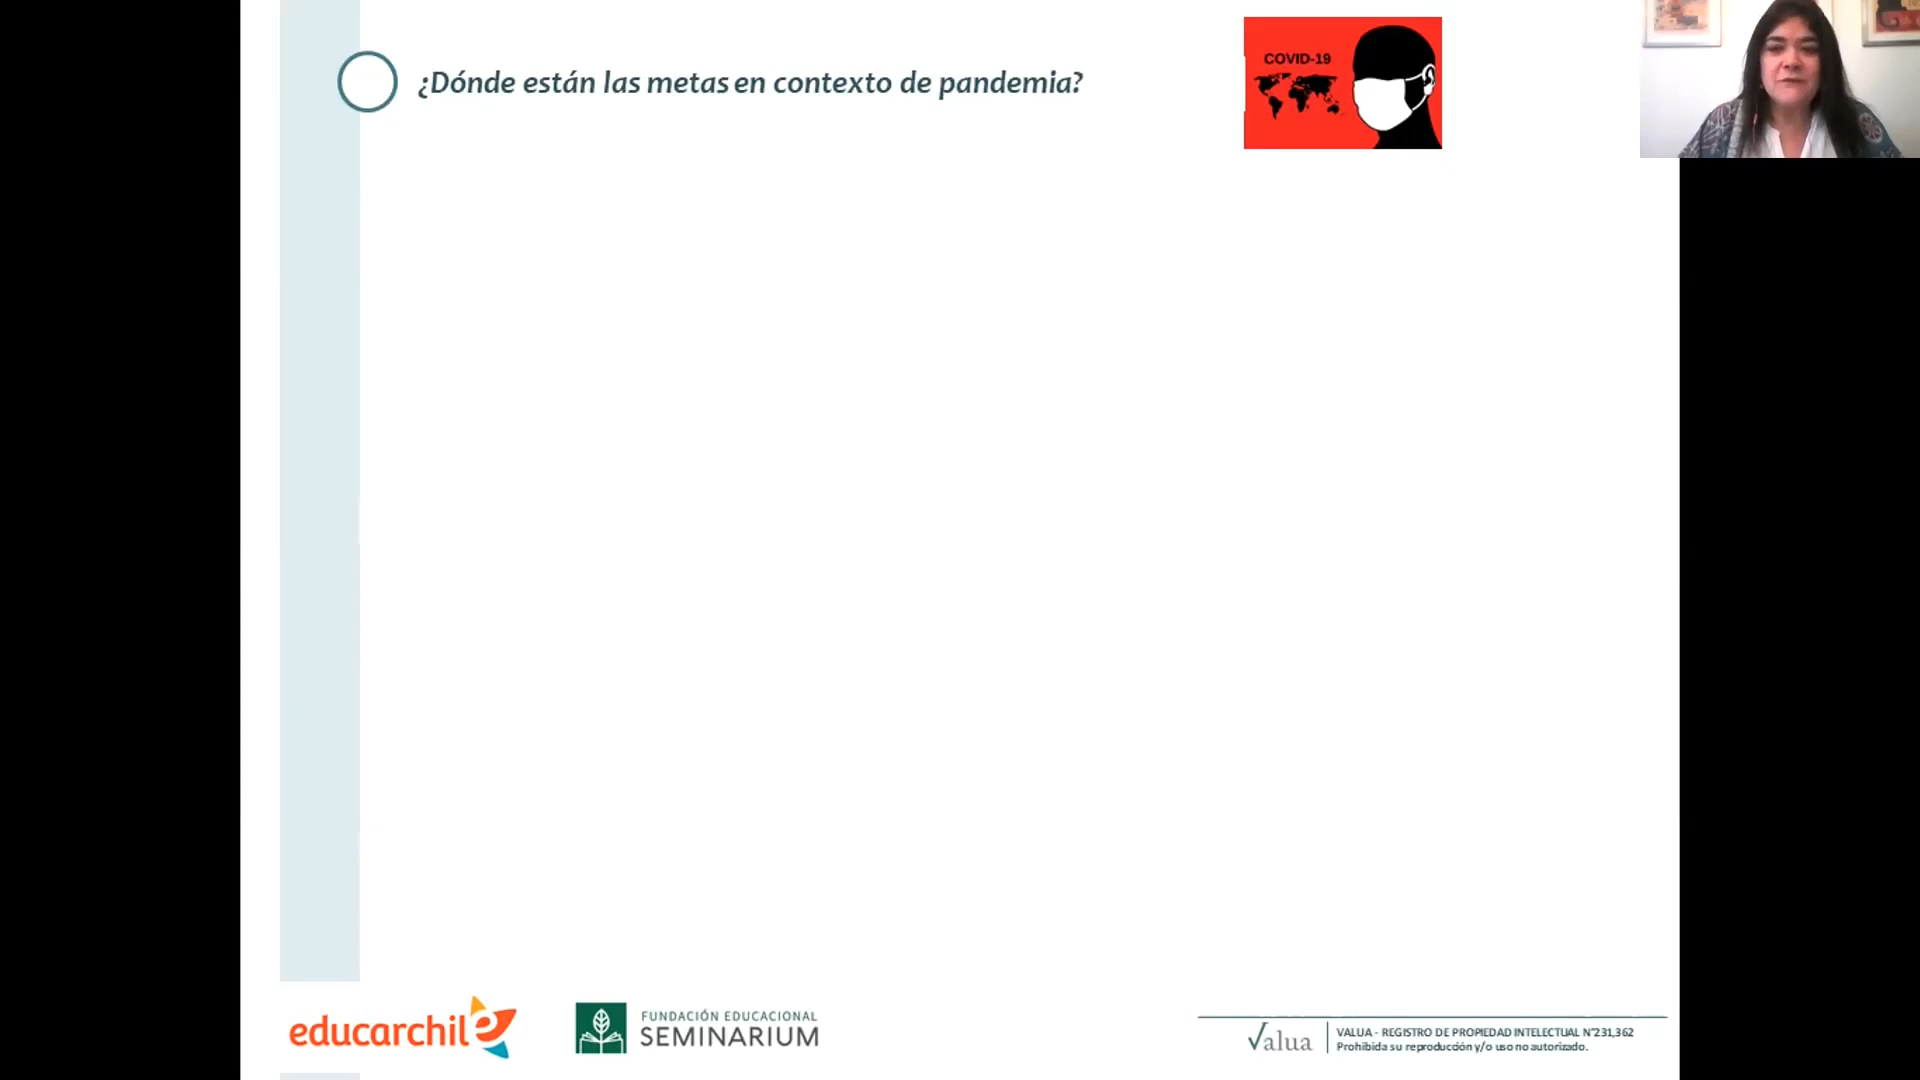 ¿Dónde están las metas en contexto de pandemia?
COVID-19
educarchile
FUNDACIÓN EDUCACIONAL
SEMINARIUM
Valua
VALUA - REGISTRO DE PROPIEDAD INTELECTUAL N°231,362
Prohibida su reproducción y/o uso no autorizado.